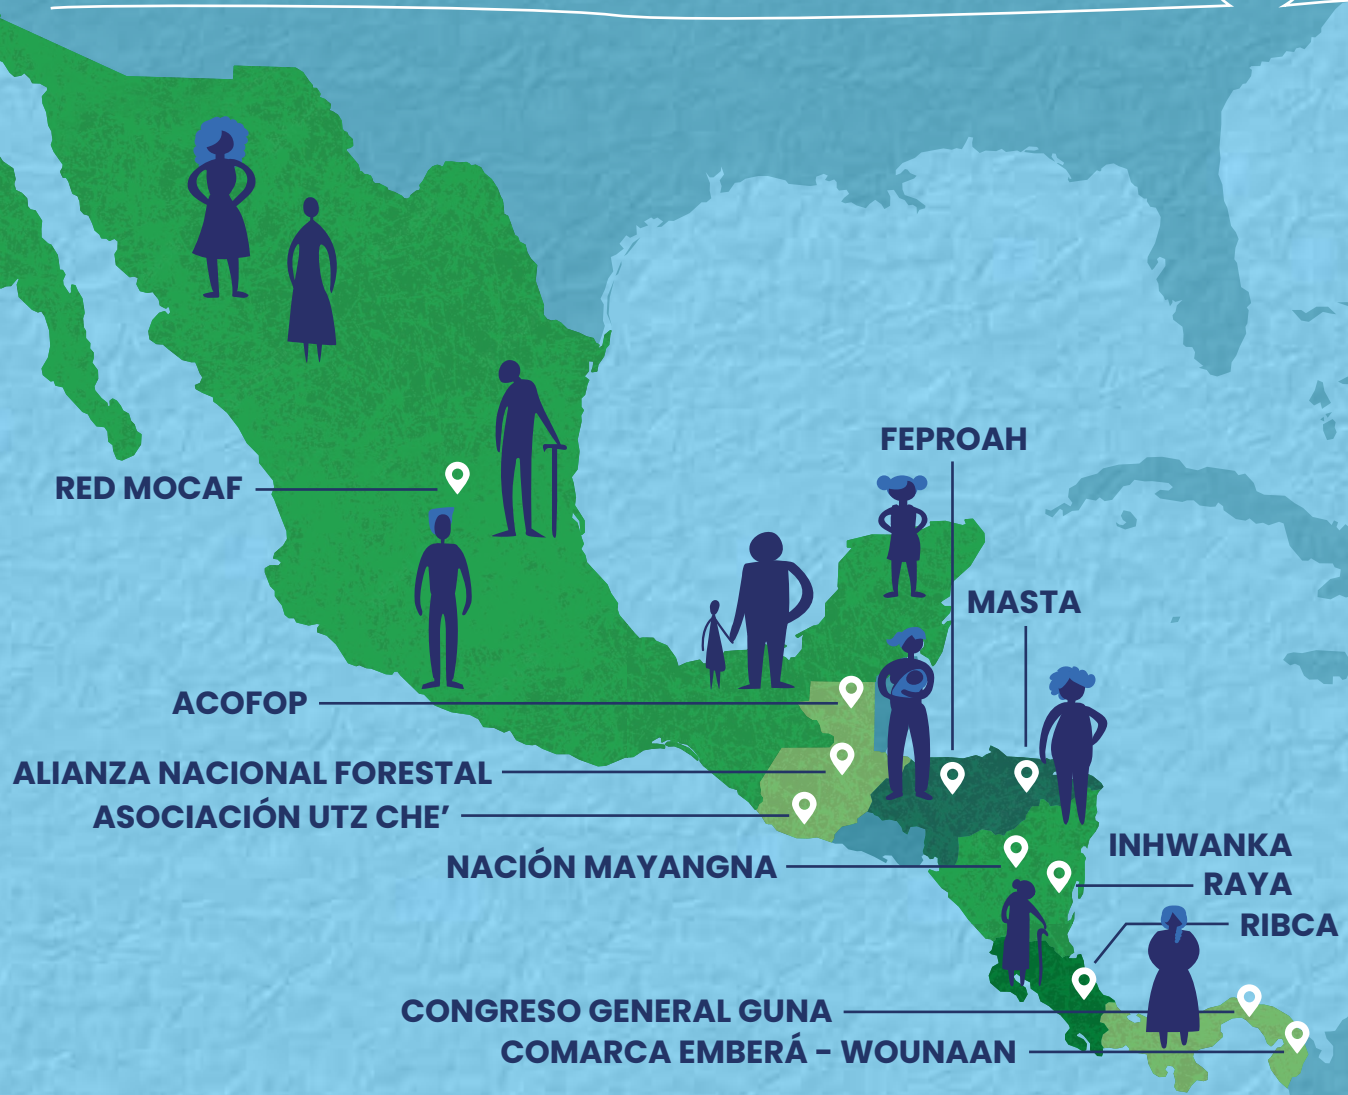 FEPROAH
RED MOCAF
MASTA
ACOFOP
ALIANZA NACIONAL FORESTAL
ASOCIACIÓN UTZ CHE’
NACIÓN MAYANGNA
INHWANKA
RAYA
RIBCA
CONGRESO GENERAL GUNA
COMARCA EMBERÁ - WOUNAAN